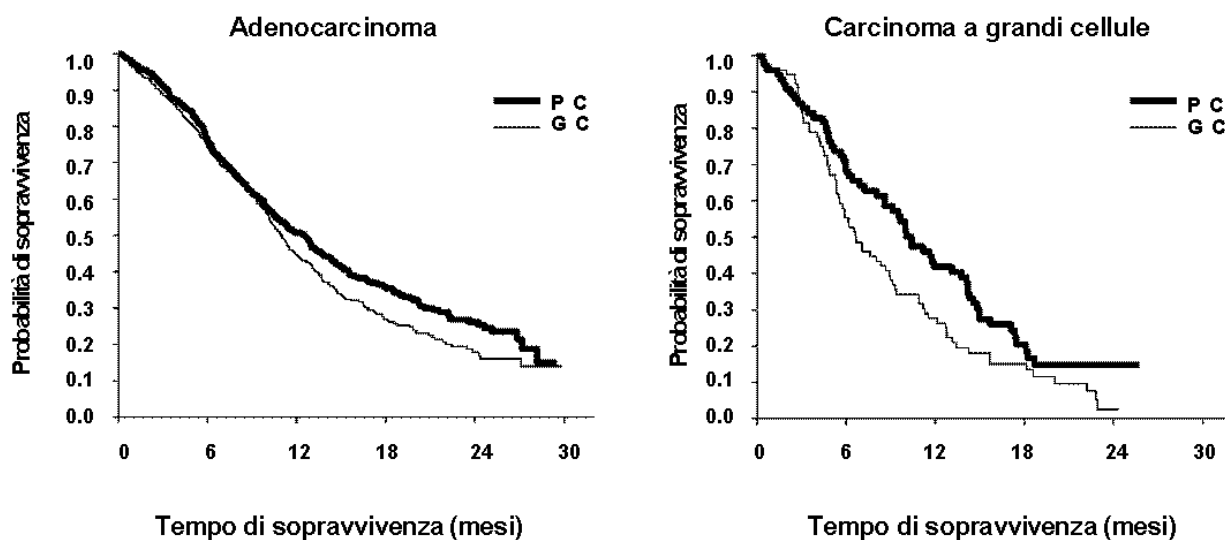 Adenocarcinoma
Probabilità di sopravvivenza
1.0
0.9
0.8
0.7
0.6
0.5
0.4
0.3
0.2
0.1
0.0
P C
G C
0 6 12 18 24 30
Tempo di sopravvivenza (mesi)
Carcinoma a grandi cellule
Probabilità di sopravvivenza
1.0
0.9
0.8
0.7
0.6
0.5
0.4
0.3
0.2
0.1
0.0
P C
G C
0 6 12 18 24 30
Tempo di sopravvivenza (mesi)